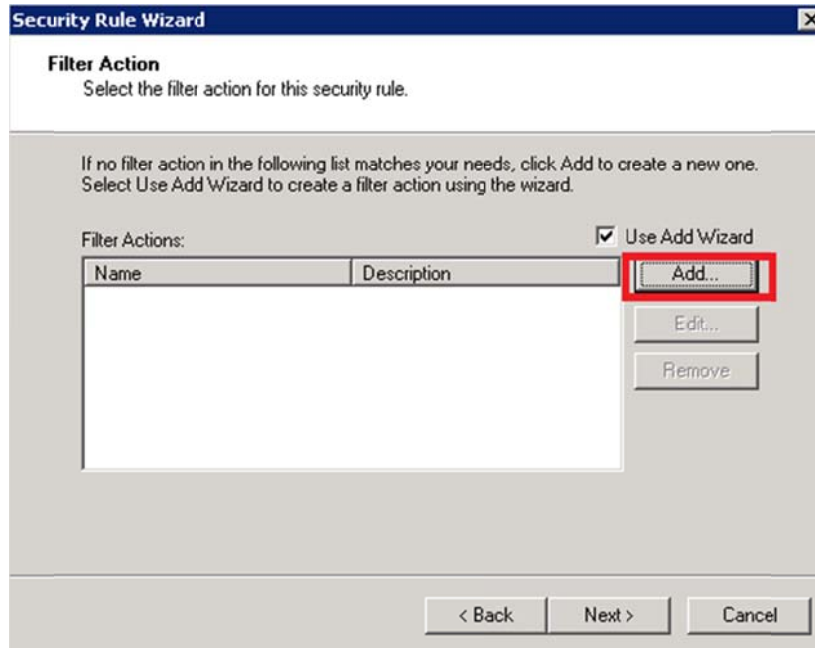 Security Rule Wizard
Filter Action
Select the filter action for this security rule.
If no filter action in the following list matches your needs, click Add to create a new one.
Select Use Add Wizard to create a filter action using the wizard.
Filter Actions:
Use Add Wizard
Name
Description
Add...
Edit...
Remove
< Back
Next >
Cancel